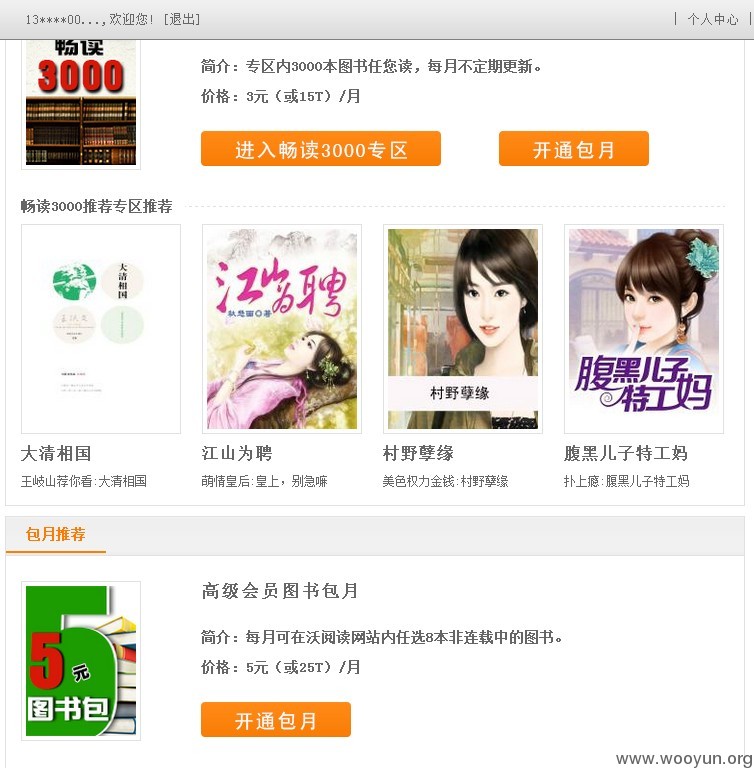 13****00...,欢迎您! [退出]
| 个人中心 |
畅读
3000
简介：专区内3000本图书任您读，每月不定期更新。
价格：3元（或15T）/月
进入畅读3000专区
开通包月
畅读3000推荐专区推荐
大清相国
江山为聘
村野孽缘
腹黑儿子特工妈
大清相国
江山为聘
村野孽缘
腹黑儿子特工妈
王岐山荐你看:大清相国
萌情皇后:皇上，别急嘛
美色权力金钱:村野孽缘
扑上瘾:腹黑儿子特工妈
包月推荐
5元
图书包
高级会员图书包月
简介：每月可在沃阅读网站内任选8本非连载中的图书。
价格：5元（或25T）/月
开通包月
www.wooyun.org